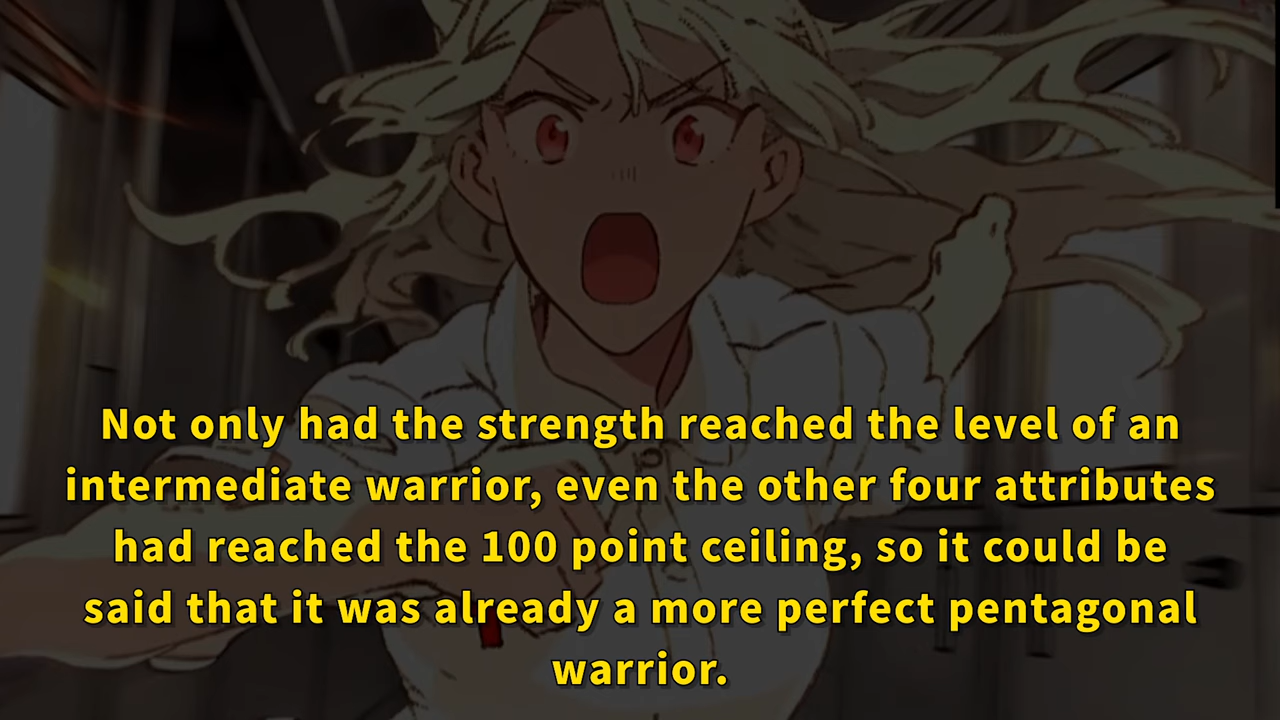 Not only had the strength reached the level of an
intermediate warrior, even the other four attributes
had reached the 100 point ceiling, so it could be
said that it was already a more perfect pentagonal
warrior.